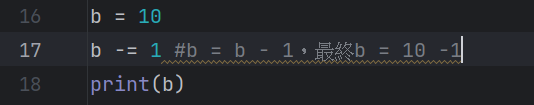 16 b = 10
17 b -= 1 #b = b - 1，最終b = 10 -1
18 print(b)